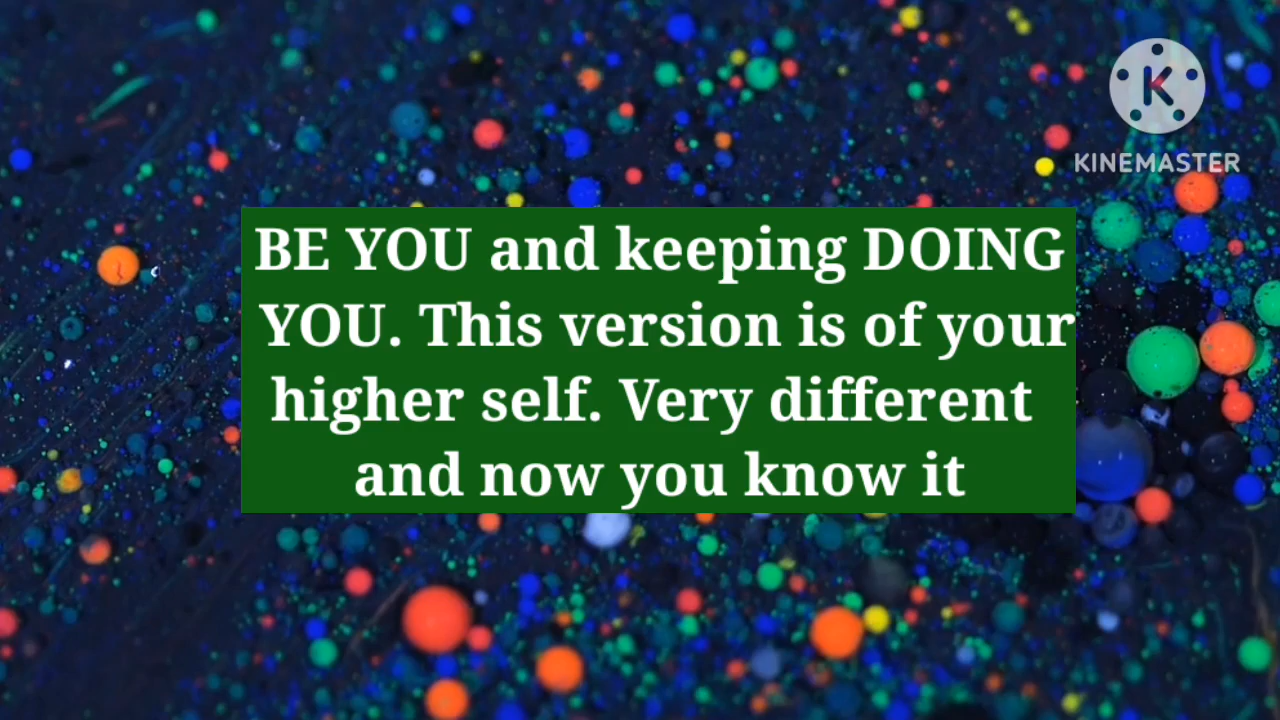 KINEMASTER
BE YOU and keeping DOING
YOU. This version is of your
higher self. Very different
and now you know it